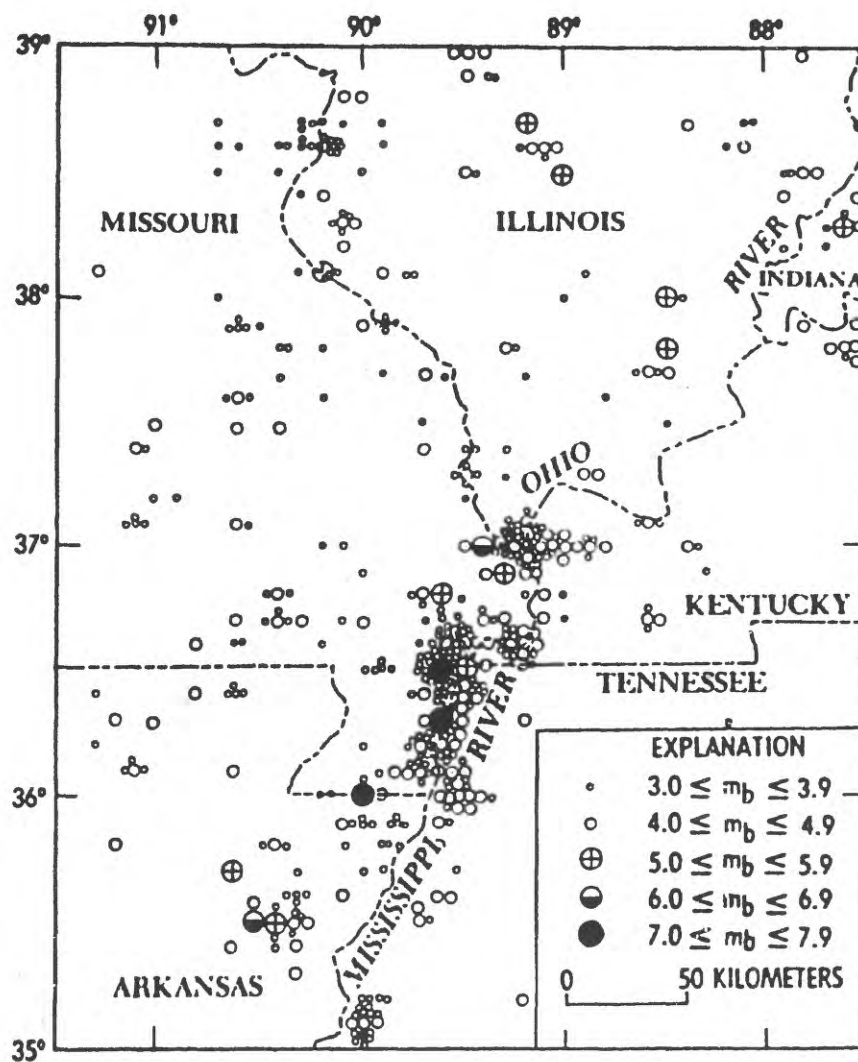 91° 90° 89° 88°
39°
MISSOURI ILLINOIS
RIVER
INDIANA
38°
OHIO
37°
KENTUCKY
TENNESSEE
RIVER
36°
MISSISSIPPI
ARKANSAS
35°
EXPLANATION
3.0 ≤ mb ≤ 3.9
4.0 ≤ mb ≤ 4.9
5.0 ≤ mb ≤ 5.9
6.0 ≤ mb ≤ 6.9
7.0 ≤ mb ≤ 7.9
0 50 KILOMETERS